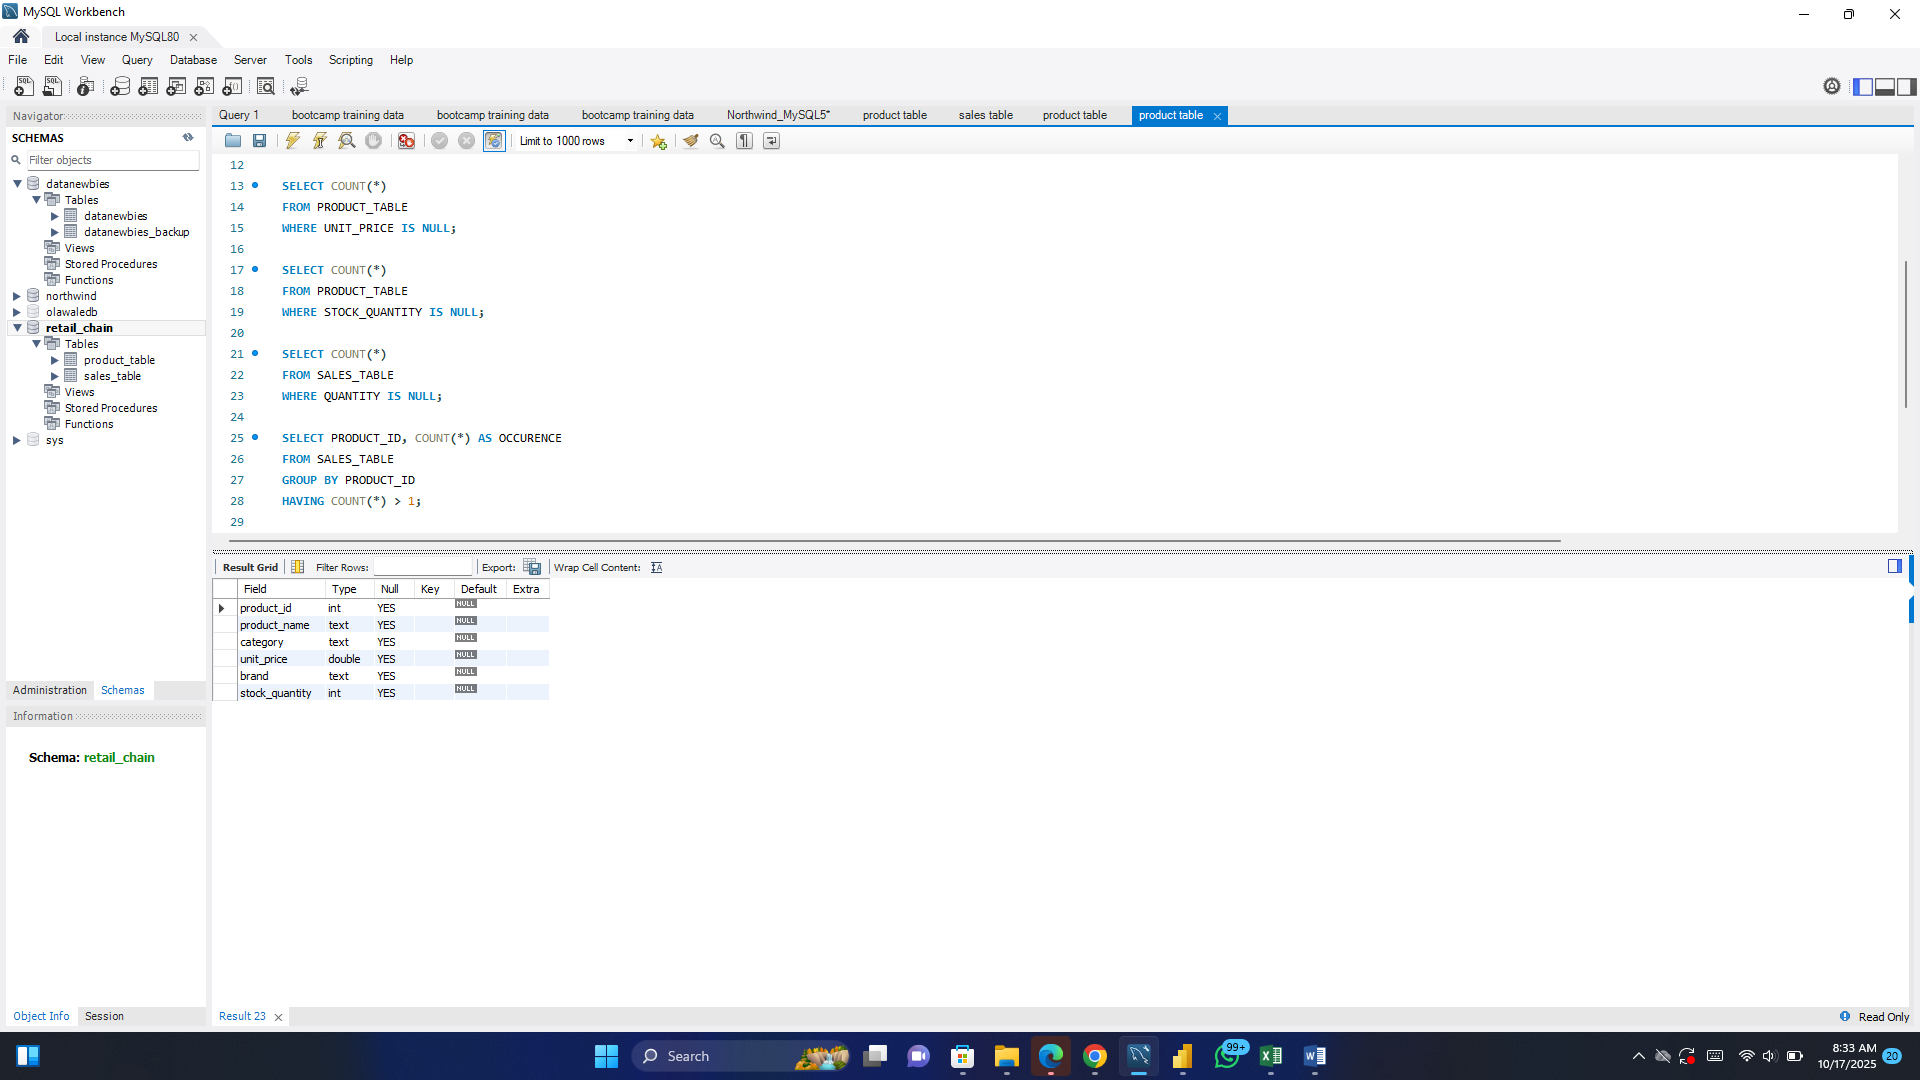 MySQL Workbench
Local instance MySQL80
File Edit View Query Database Server Tools Scripting Help
Navigator
SCHEMAS
Filter objects
datanewbies
Tables
datanewbies
datanewbies_backup
Views
Stored Procedures
Functions
northwind
olawaledb
retail_chain
Tables
product_table
sales_table
Views
Stored Procedures
Functions
sys
Administration Schemas
Information
Schema: retail_chain
Object Info Session
Query 1 bootcamp training data bootcamp training data bootcamp training data Northwind_MySQL5* product table sales table product table product table
Limit to 1000 rows
12
13 SELECT COUNT(*)
14 FROM PRODUCT_TABLE
15 WHERE UNIT_PRICE IS NULL;
16
17 SELECT COUNT(*)
18 FROM PRODUCT_TABLE
19 WHERE STOCK_QUANTITY IS NULL;
20
21 SELECT COUNT(*)
22 FROM SALES_TABLE
23 WHERE QUANTITY IS NULL;
24
25 SELECT PRODUCT_ID, COUNT(*) AS OCCURENCE
26 FROM SALES_TABLE
27 GROUP BY PRODUCT_ID
28 HAVING COUNT(*) > 1;
29
Result Grid Filter Rows: Export: Wrap Cell Content:
Field Type Null Key Default Extra
product_id int YES NULL
product_name text YES NULL
category text YES NULL
unit_price double YES NULL
brand text YES NULL
stock_quantity int YES NULL
Result 23
Read Only
Search
99+
8:33 AM
10/17/2025
20